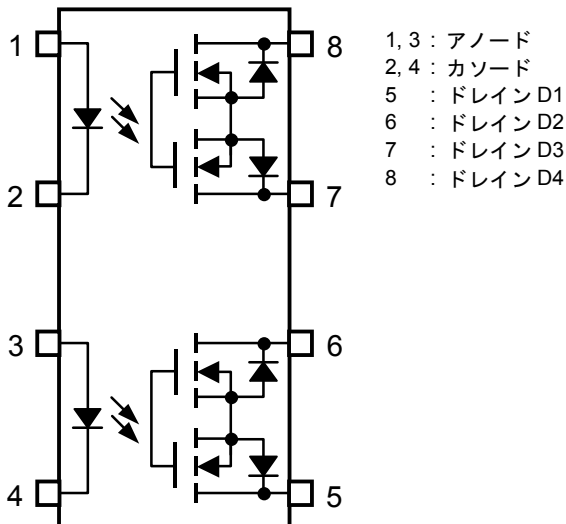 1
2
3
4
8
7
6
5
1, 3 : アノード
2, 4 : カソード
5 : ドレイン D1
6 : ドレイン D2
7 : ドレイン D3
8 : ドレイン D4